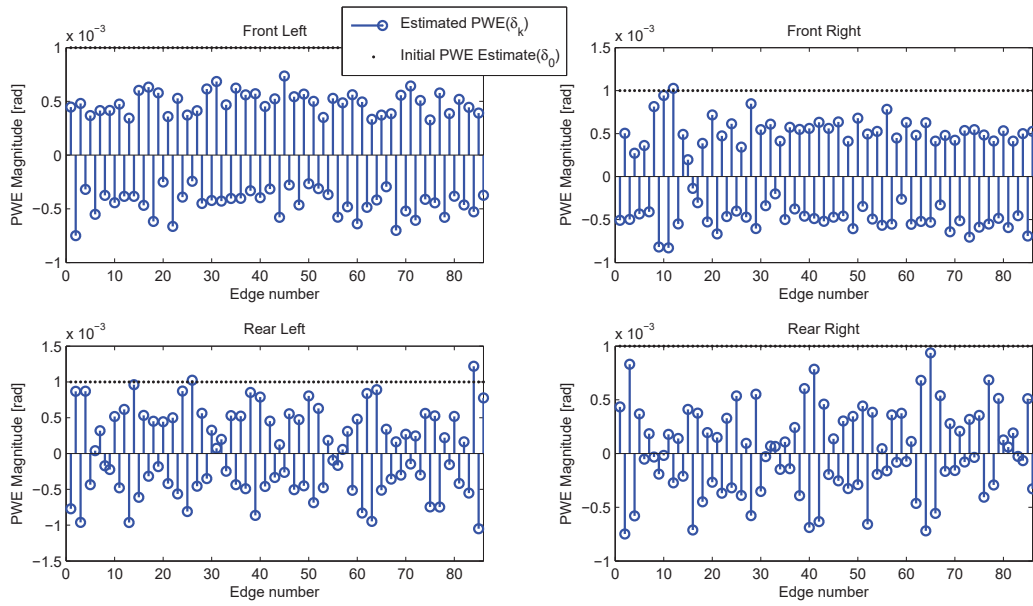 Front Left
x 10⁻³
1
0.5
0
−0.5
−1
PWE Magnitude [rad]
0 10 20 30 40 50 60 70 80
Edge number
Estimated PWE(δₖ)
Initial PWE Estimate(δ₀)
Front Right
x 10⁻³
1.5
1
0.5
0
−0.5
−1
PWE Magnitude [rad]
0 10 20 30 40 50 60 70 80
Edge number
Rear Left
x 10⁻³
1.5
1
0.5
0
−0.5
−1
−1.5
PWE Magnitude [rad]
0 10 20 30 40 50 60 70 80
Edge number
Rear Right
x 10⁻³
1
0.5
0
−0.5
−1
PWE Magnitude [rad]
0 10 20 30 40 50 60 70 80
Edge number